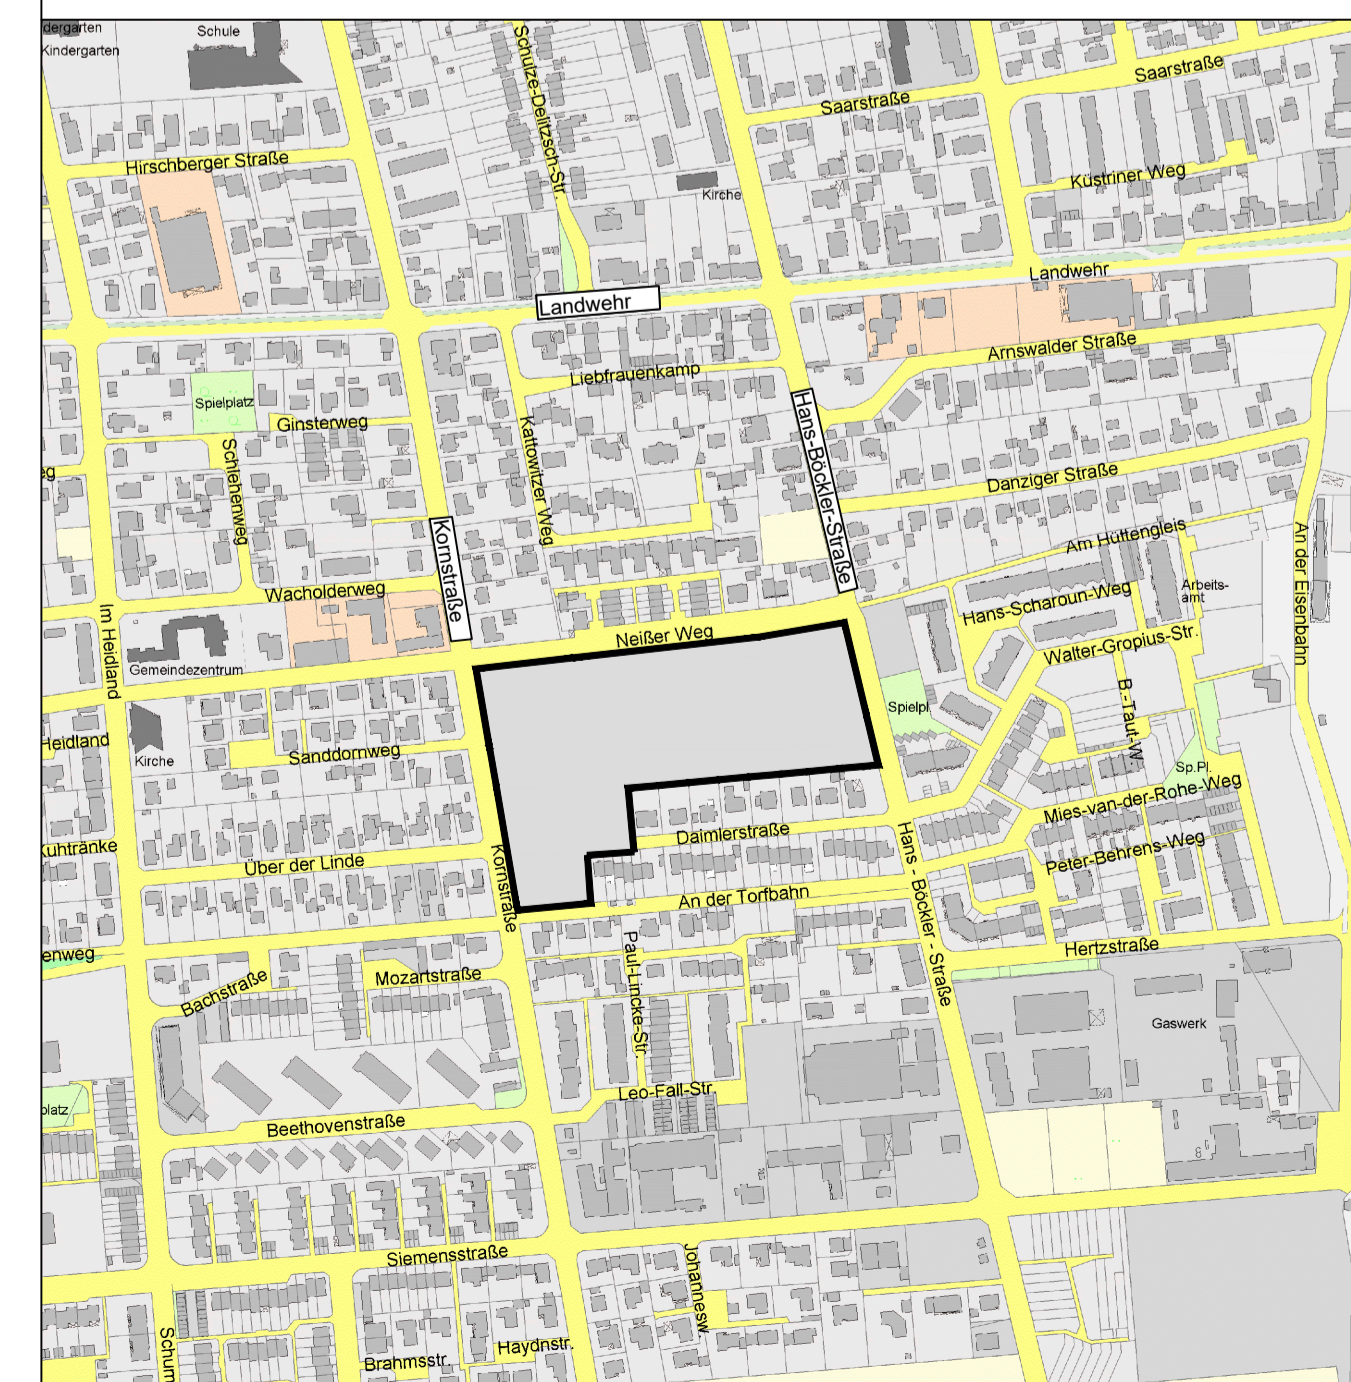 dergarten
Kindergarten
Schule
Schulze-Delitzsch-Str.
Saarstraße
Saarstraße
Hirschberger Straße
Küstriner Weg
Kirche
Landwehr
Landwehr
Arnswalder Straße
Liebfrauenkamp
Spielplatz
Ginsterweg
Kattowitzer Weg
Hans-Böckler-Straße
Schlehenweg
eg
Danziger Straße
Kornstraße
Am Hüttengleis
An der Eisenbahn
Arbeits-
amt
Wacholderweg
Hans-Scharoun-Weg
Im Heidland
Neißer Weg
Walter-Gropius-Str.
Gemeindezentrum
B.-Taut-W.
Spielpl.
Heidland
Sanddornweg
Kirche
Sp.Pl.
Mies-van-der-Rohe-Weg
Daimlerstraße
Kuhtränke
Über der Linde
Kornstraße
Hans - Böckler - Straße
Peter-Behrens-Weg
An der Torfbahn
enweg
Paul-Lincke-Str.
Hertzstraße
Bachstraße
Mozartstraße
Gaswerk
Leo-Fall-Str.
platz
Beethovenstraße
Siemensstraße
Johannesw.
Schum
Haydnstr.
Brahmsstr.